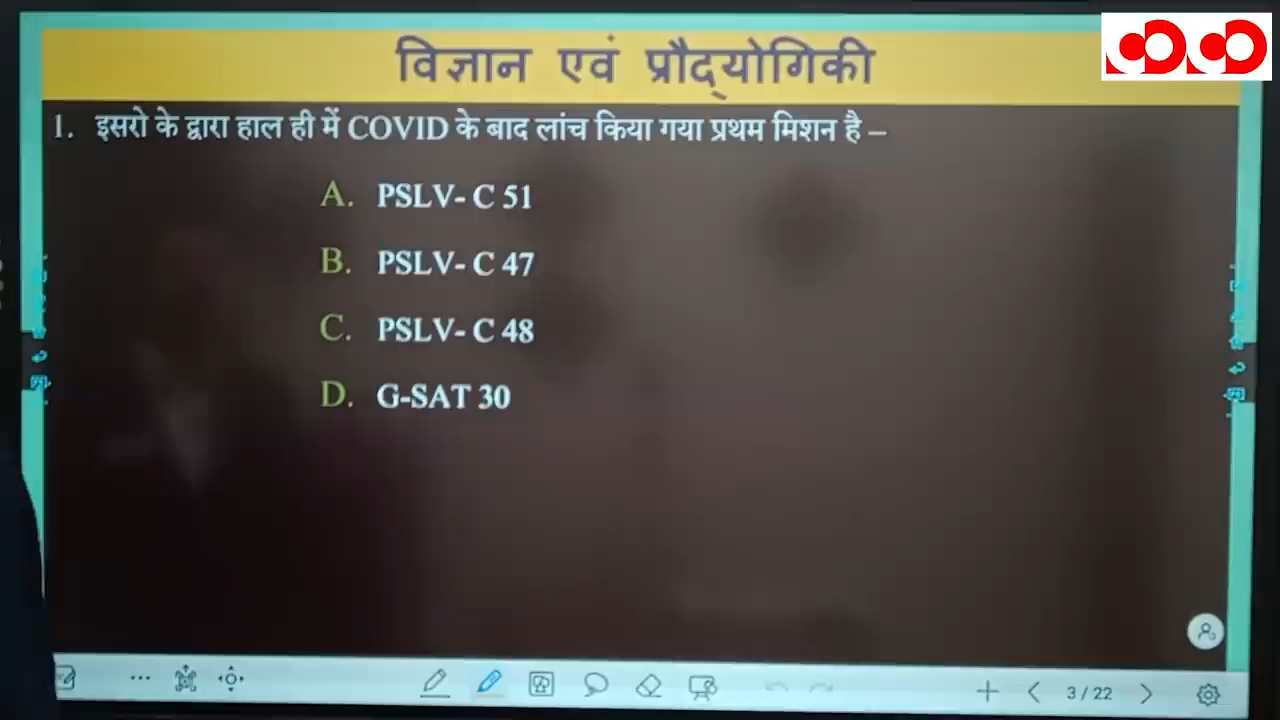 विज्ञान एवं प्रौद्योगिकी
1. इसरो के द्वारा हाल ही में COVID के बाद लांच किया गया प्रथम मिशन है –
A. PSLV- C 51
B. PSLV- C 47
C. PSLV- C 48
D. G-SAT 30
3 / 22